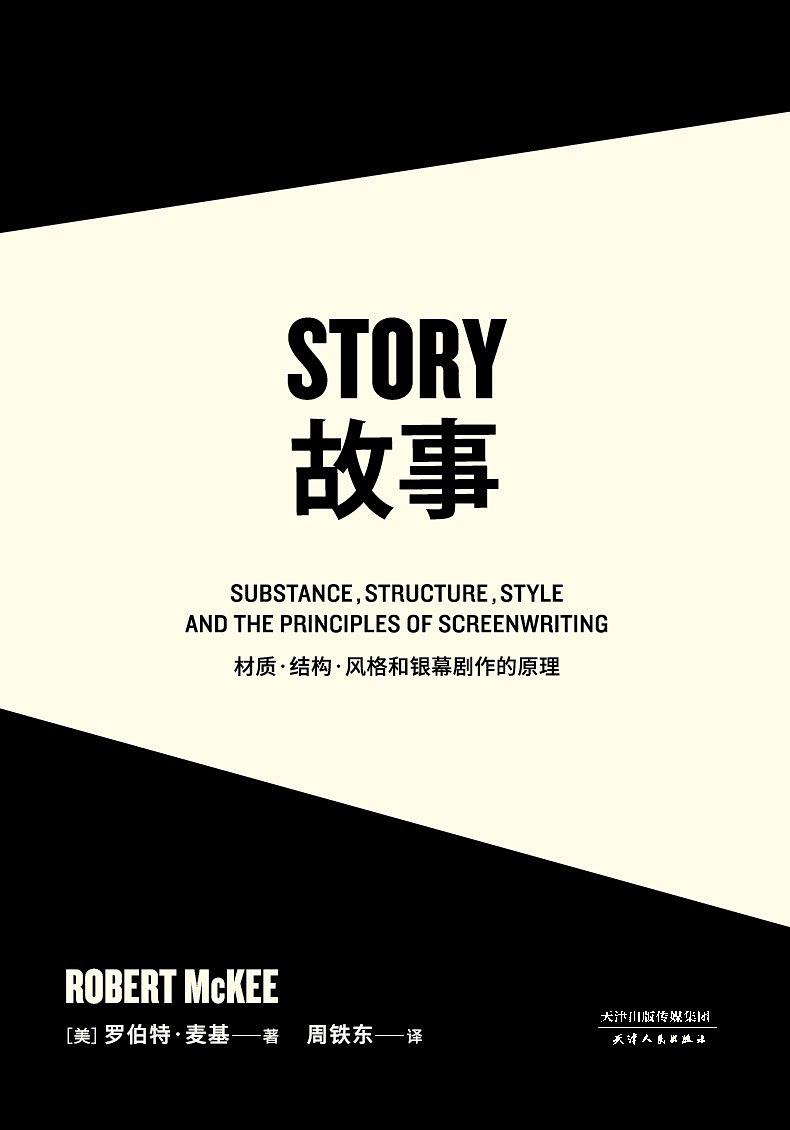 STORY
故事
SUBSTANCE, STRUCTURE, STYLE
AND THE PRINCIPLES OF SCREENWRITING
材质·结构·风格和银幕剧作的原理
ROBERT McKEE
[美] 罗伯特·麦基——著 周铁东——译
天津出版传媒集团
天津人民出版社